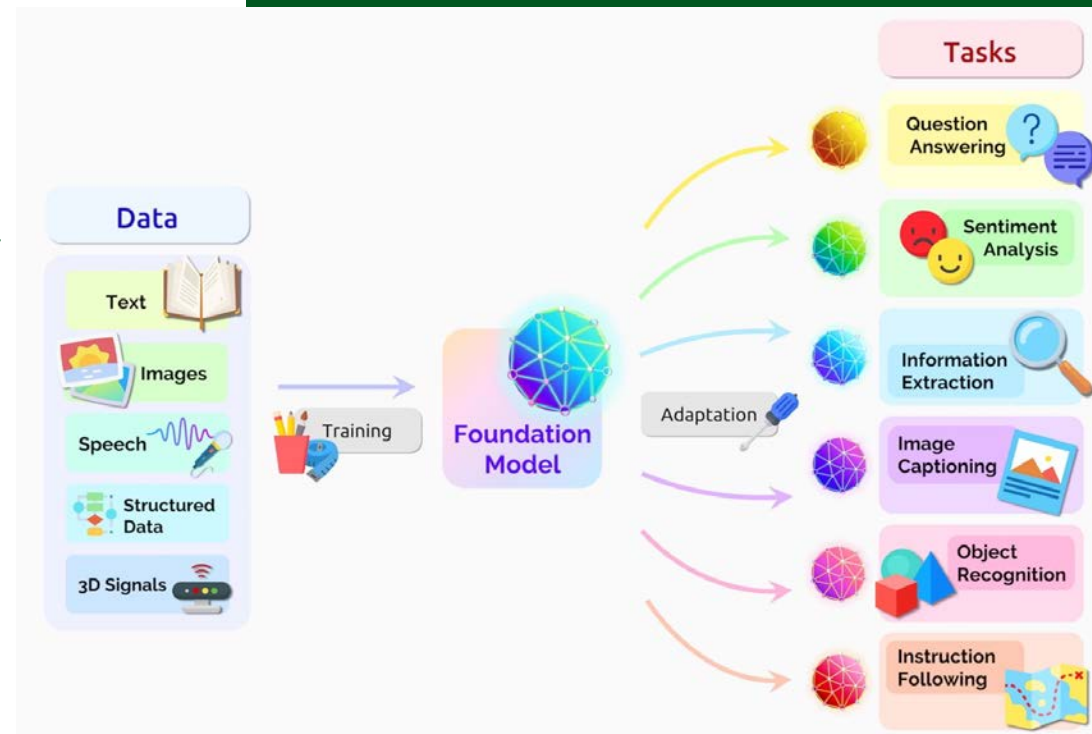 Data
Text
Images
Speech
Structured
Data
3D Signals
Training
Foundation
Model
Adaptation
Tasks
Question
Answering
?
Sentiment
Analysis
Information
Extraction
Image
Captioning
Object
Recognition
Instruction
Following